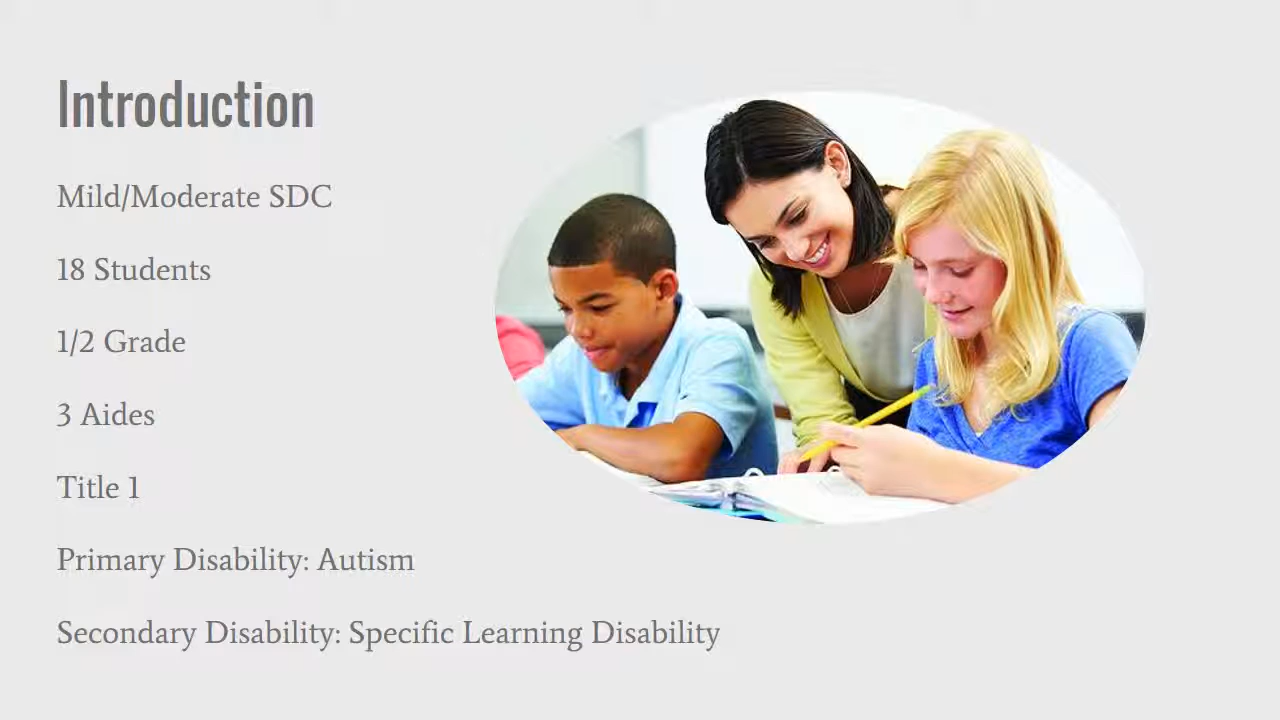 Introduction
Mild/Moderate SDC
18 Students
1/2 Grade
3 Aides
Title 1
Primary Disability: Autism
Secondary Disability: Specific Learning Disability